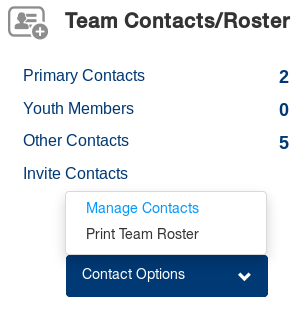 Team Contacts/Roster
Primary Contacts 2
Youth Members 0
Other Contacts 5
Invite Contacts
Manage Contacts
Print Team Roster
Contact Options